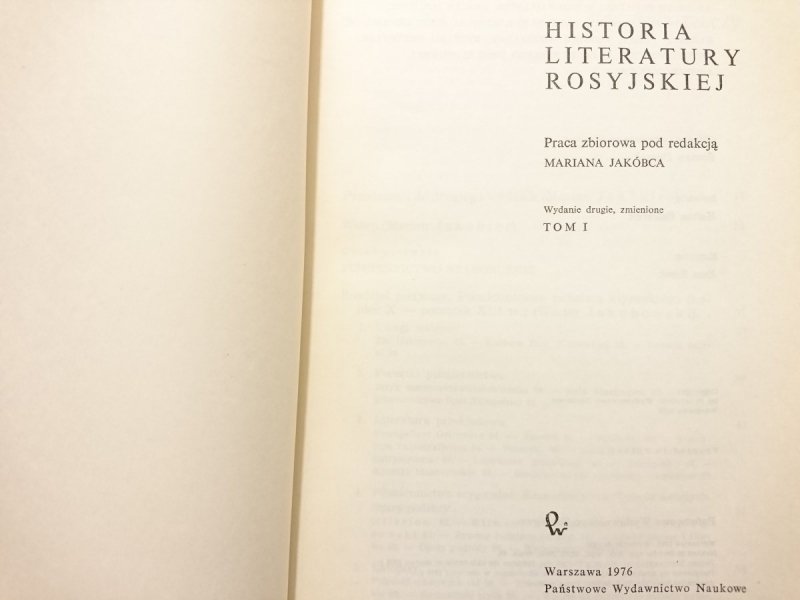 HISTORIA
LITERATURY
ROSYJSKIEJ
Praca zbiorowa pod redakcją
MARIANA JAKÓBCA
Wydanie drugie, zmienione
TOM I
Warszawa 1976
Państwowe Wydawnictwo Naukowe